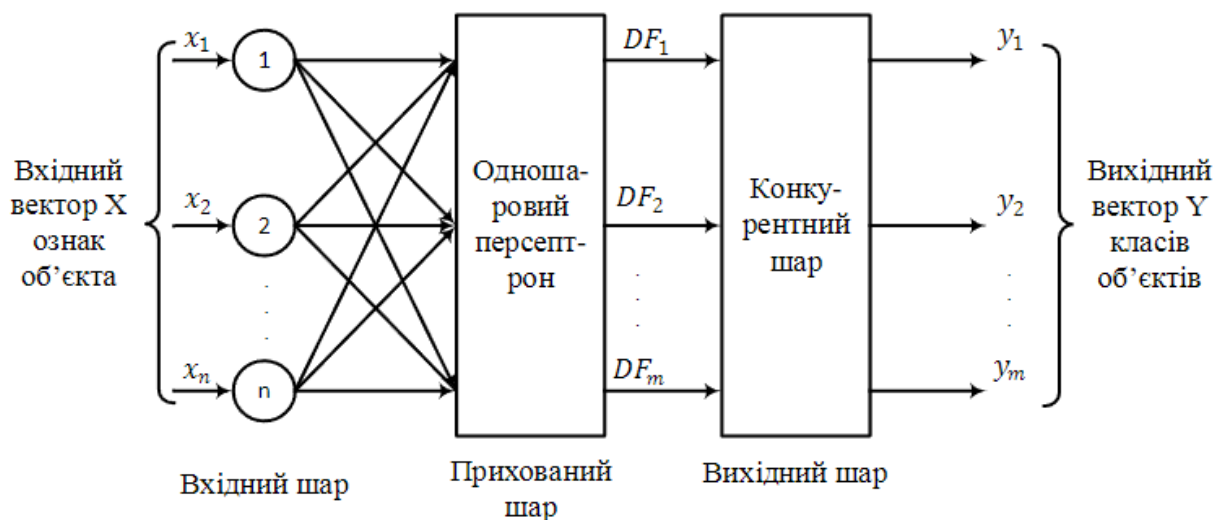 Вхідний
вектор X
ознак
об’єкта
x₁
x₂
xₙ
1
2
n
Одноша-
ровий
персепт-
рон
DF₁
DF₂
DFₘ
Конку-
рентний
шар
y₁
y₂
yₘ
Вихідний
вектор Y
класів
об’єктів
Вхідний шар
Прихований
шар
Вихідний шар